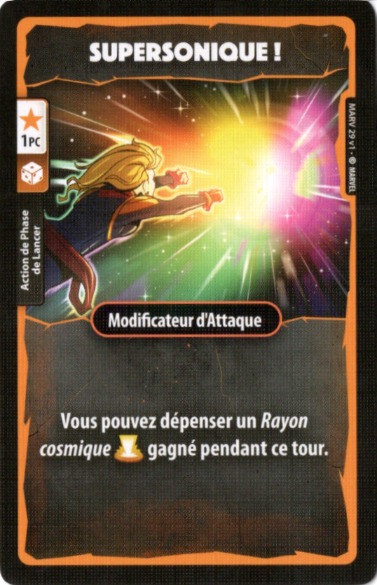 SUPERSONIQUE !
1PC
Action de Phase
de Lancer
MARV 29 v1 • © MARVEL
Modificateur d'Attaque
Vous pouvez dépenser un Rayon
cosmique gagné pendant ce tour.